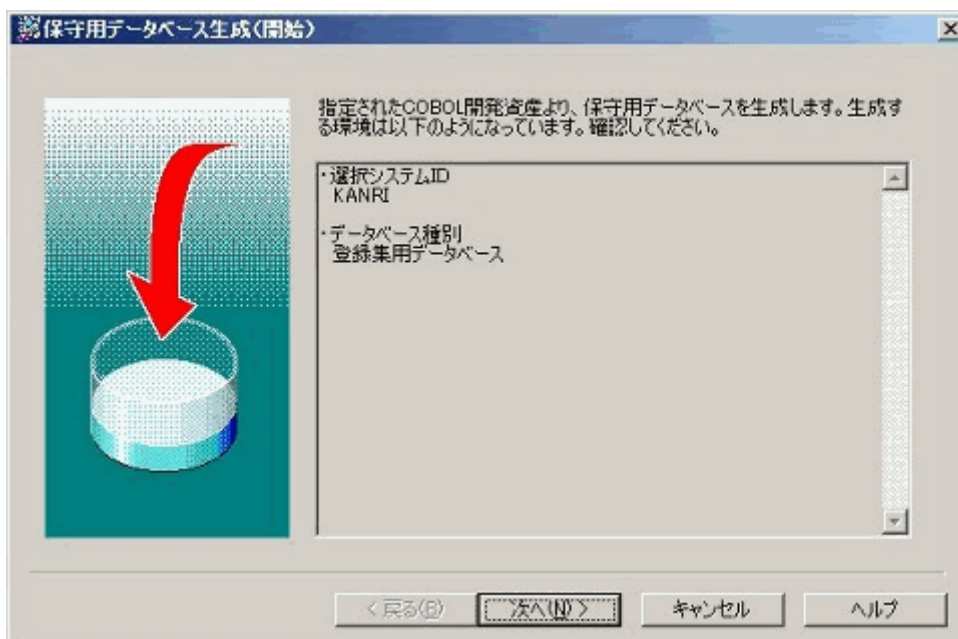 保守用データベース生成(開始)
指定されたCOBOL開発資産より、保守用データベースを生成します。生成す
る環境は以下のようになっています。確認してください。
・選択システムID
KANRI
・データベース種別
登録集用データベース
< 戻る(B)
次へ(N) >
キャンセル
ヘルプ